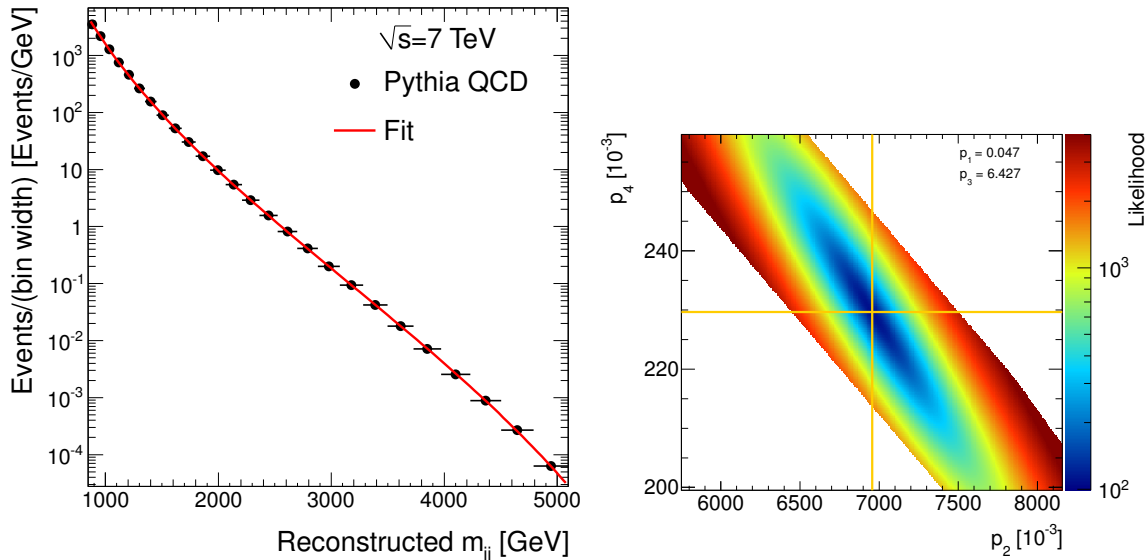 √s=7 TeV
Pythia QCD
Fit
Events/(bin width) [Events/GeV]
10³
10²
10
1
10⁻¹
10⁻²
10⁻³
10⁻⁴
1000 2000 3000 4000 5000
Reconstructed m_jj [GeV]
p₁ = 0.047
p₃ = 6.427
p₄ [10⁻³]
240
220
200
6000 6500 7000 7500 8000
p₂ [10⁻³]
Likelihood
10³
10²